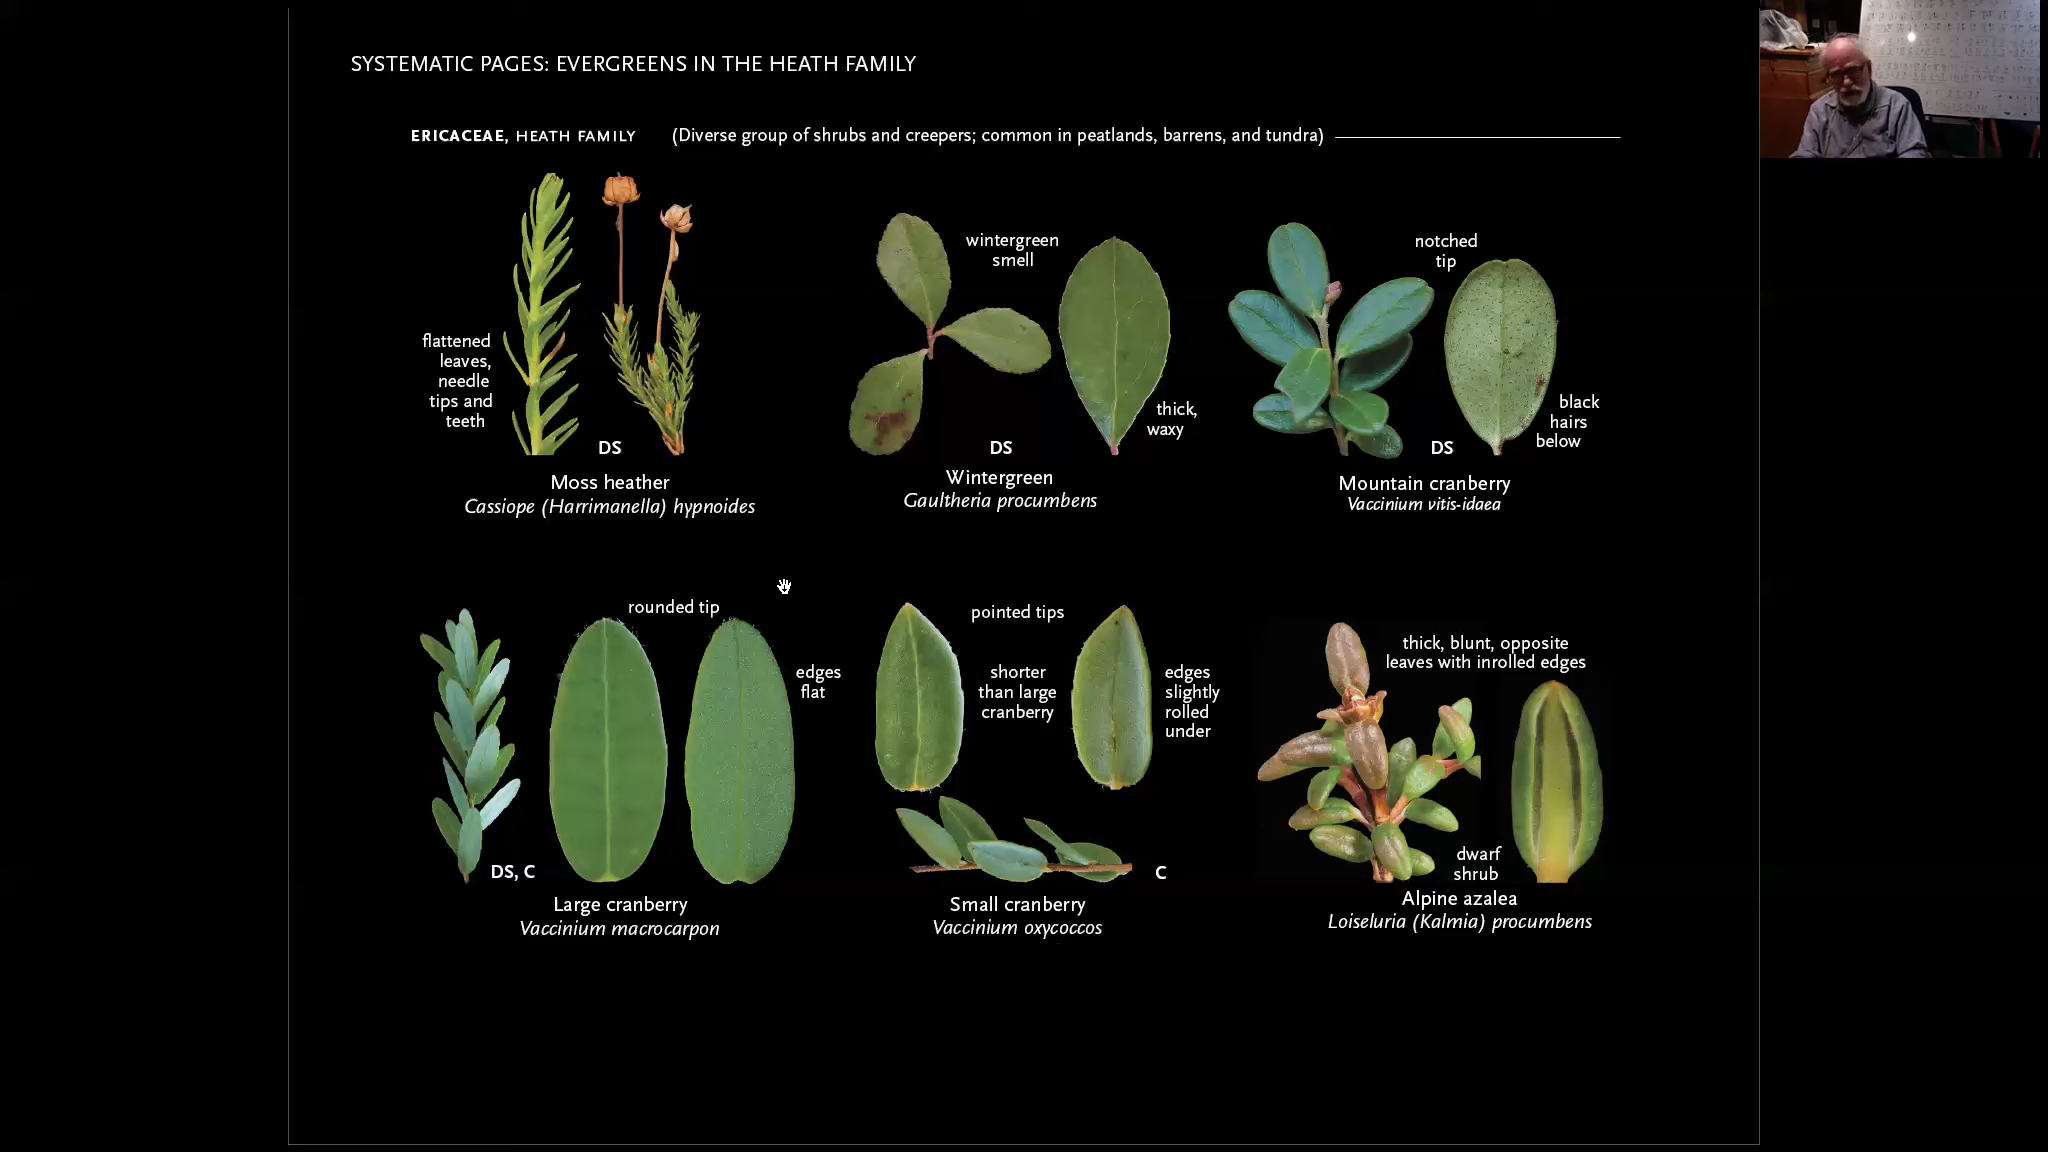 SYSTEMATIC PAGES: EVERGREENS IN THE HEATH FAMILY
ERICACEAE, HEATH FAMILY (Diverse group of shrubs and creepers; common in peatlands, barrens, and tundra)
flattened
leaves,
needle
tips and
teeth
DS
Moss heather
Cassiope (Harrimanella) hypnoides
wintergreen
smell
thick,
waxy
DS
Wintergreen
Gaultheria procumbens
notched
tip
black
hairs
below
DS
Mountain cranberry
Vaccinium vitis-idaea
rounded tip
edges
flat
DS, C
Large cranberry
Vaccinium macrocarpon
pointed tips
shorter
than large
cranberry
edges
slightly
rolled
under
C
Small cranberry
Vaccinium oxycoccos
thick, blunt, opposite
leaves with inrolled edges
dwarf
shrub
Alpine azalea
Loiseluria (Kalmia) procumbens